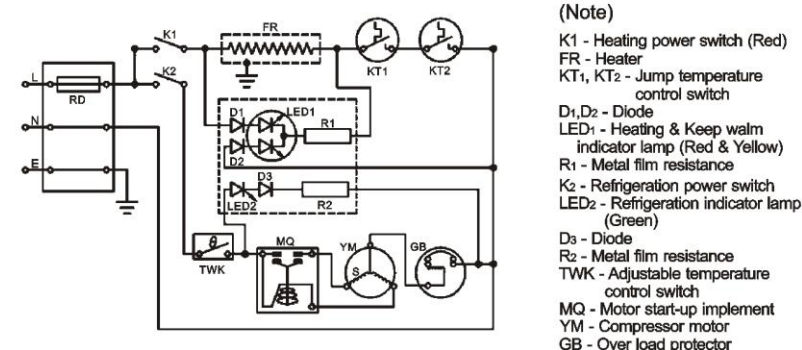 (Note)
K1 - Heating power switch (Red)
FR - Heater
KT1, KT2 - Jump temperature
control switch
D1,D2 - Diode
LED1 - Heating & Keep walm
indicator lamp (Red & Yellow)
R1 - Metal film resistance
K2 - Refrigeration power switch
LED2 - Refrigeration indicator lamp
(Green)
D3 - Diode
R2 - Metal film resistance
TWK - Adjustable temperature
control switch
MQ - Motor start-up implement
YM - Compressor motor
GB - Over load protector
K1
FR
KT1
KT2
K2
L
RD
D1
LED1
R1
N
D2
D3
E
LED2
R2
θ
TWK
MQ
YM
S
GB